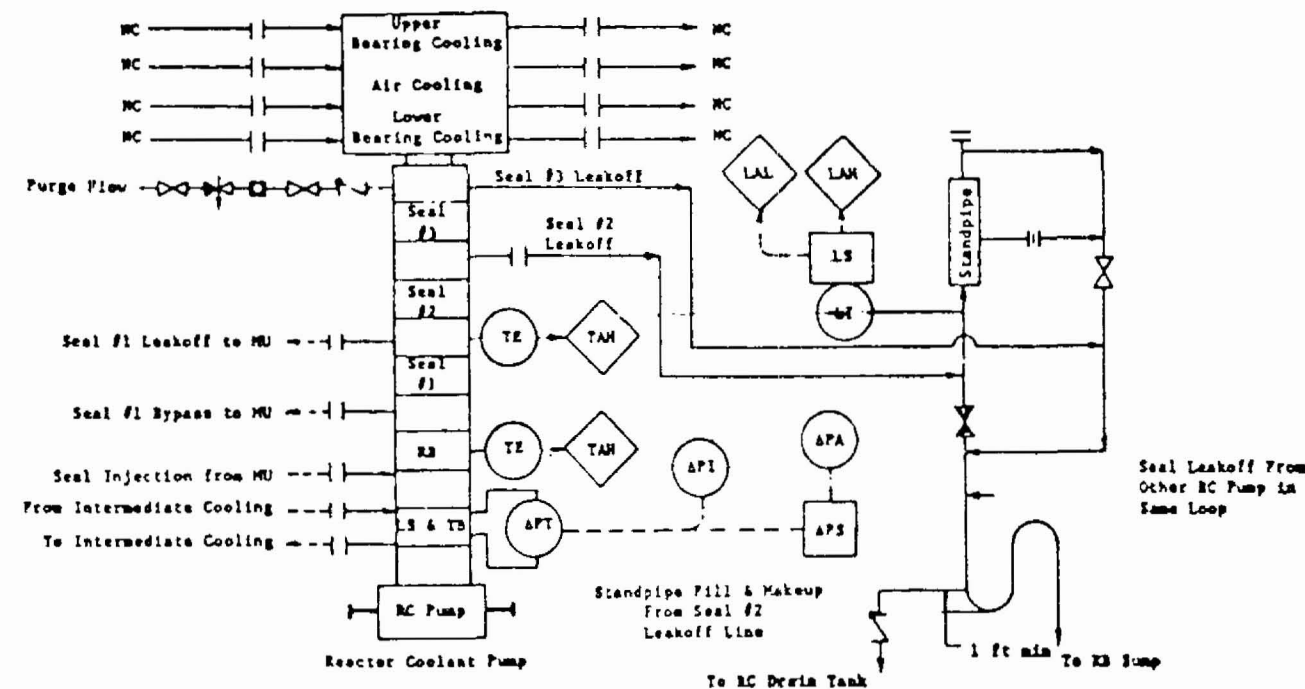 Upper
Bearing Cooling
Air Cooling
Lower
Bearing Cooling
NC
NC
NC
NC
NC
NC
NC
NC
Purge Flow
Seal #3 Leakoff
Seal
#3
Seal #2
Leakoff
Seal
#2
Seal #1 Leakoff to MU
TE
TAH
Seal
#1
Seal #1 Bypass to MU
RB
TE
TAH
Seal Injection from MU
From Intermediate Cooling
LS & TB
To Intermediate Cooling
ΔPT
ΔPI
ΔPA
ΔPS
RC Pump
Reactor Coolant Pump
LAL
LAH
LS
LT
Standpipe
Standpipe Fill & Makeup
From Seal #2
Leakoff Line
Seal Leakoff From
Other RC Pump in
Same Loop
1 ft min
To RB Sump
To RC Drain Tank